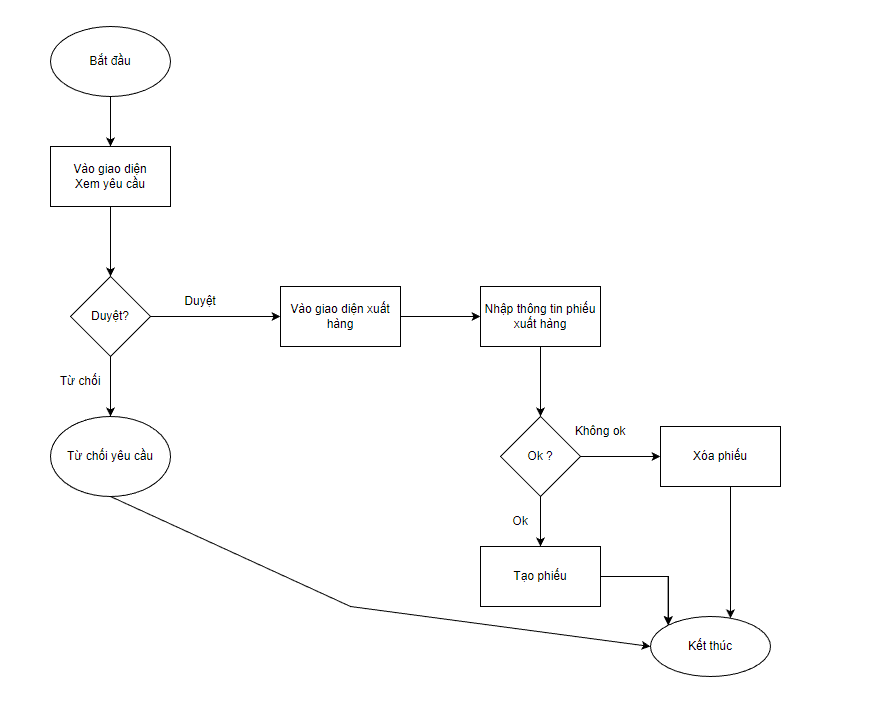 Bắt đầu
Vào giao diện
Xem yêu cầu
Duyệt?
Duyệt
Vào giao diện xuất
hàng
Nhập thông tin phiếu
xuất hàng
Từ chối
Từ chối yêu cầu
Ok ?
Không ok
Xóa phiếu
Ok
Tạo phiếu
Kết thúc